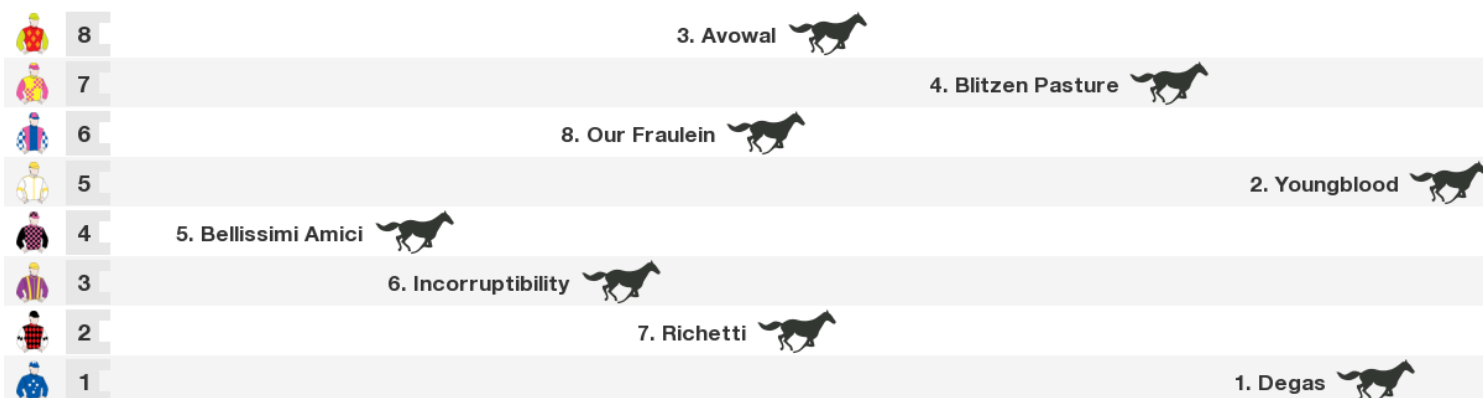 8 3. Avowal
7 4. Blitzen Pasture
6 8. Our Fraulein
5 2. Youngblood
4 5. Bellissimi Amici
3 6. Incorruptibility
2 7. Richetti
1 1. Degas